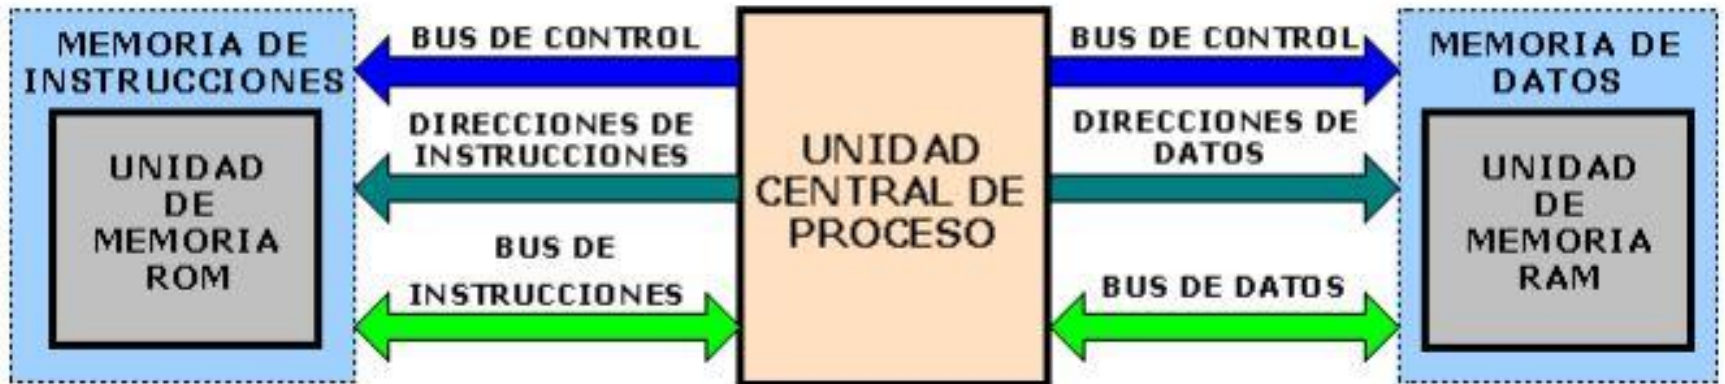 MEMORIA DE
INSTRUCCIONES
UNIDAD
DE
MEMORIA
ROM
BUS DE CONTROL
DIRECCIONES DE
INSTRUCCIONES
BUS DE
INSTRUCCIONES
UNIDAD
CENTRAL DE
PROCESO
BUS DE CONTROL
DIRECCIONES DE
DATOS
BUS DE DATOS
MEMORIA DE
DATOS
UNIDAD
DE
MEMORIA
RAM